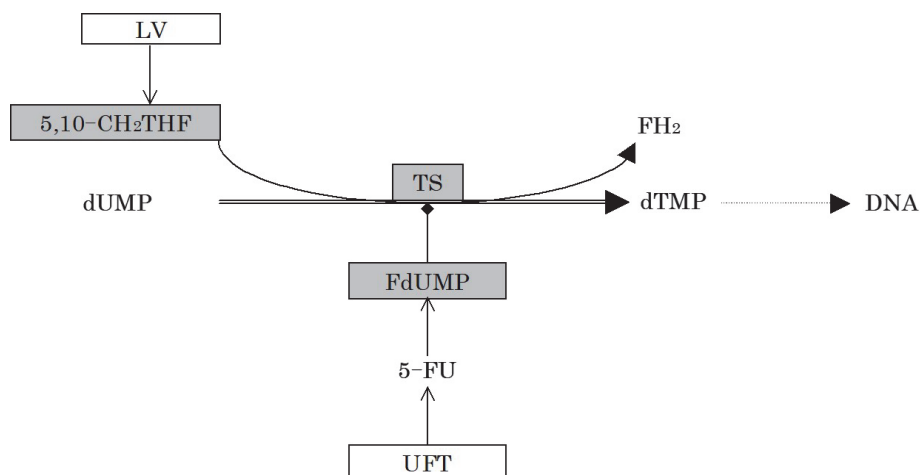 LV
5,10-CH₂THF
FH₂
TS
dUMP
dTMP
DNA
FdUMP
5-FU
UFT